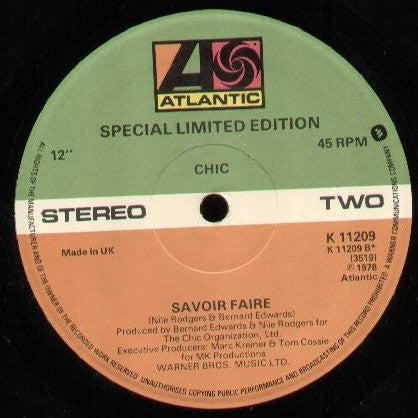 ATLANTIC
SPECIAL LIMITED EDITION
12"
45 RPM
CHIC
STEREO
TWO
Made in UK
K 11209
K 11209 B*
(3519)
℗ 1978
Atlantic
SAVOIR FAIRE
(Nile Rodgers & Bernard Edwards)
Produced by Bernard Edwards & Nile Rodgers for
The Chic Organization, Ltd.
Executive Producers: Marc Kreiner & Tom Cossie
for MK Productions
WARNER BROS. MUSIC LTD.
ALL RIGHTS OF THE MANUFACTURER AND OF THE OWNER OF THE RECORDED WORK RESERVED UNAUTHORISED COPYING PUBLIC PERFORMANCE AND BROADCASTING OF THIS RECORD PROHIBITED
A WARNER COMMUNICATIONS COMPANY